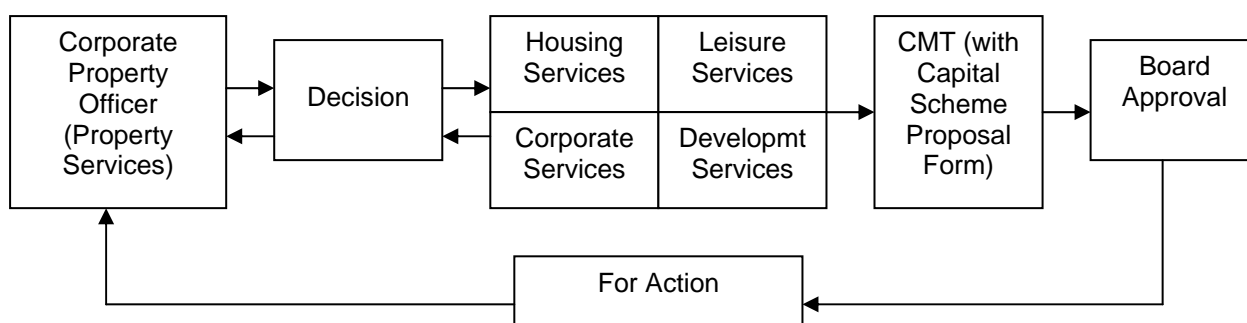 Corporate
Property
Officer
(Property
Services)
Decision
Housing
Services
Leisure
Services
Corporate
Services
Developmt
Services
CMT (with
Capital
Scheme
Proposal
Form)
Board
Approval
For Action